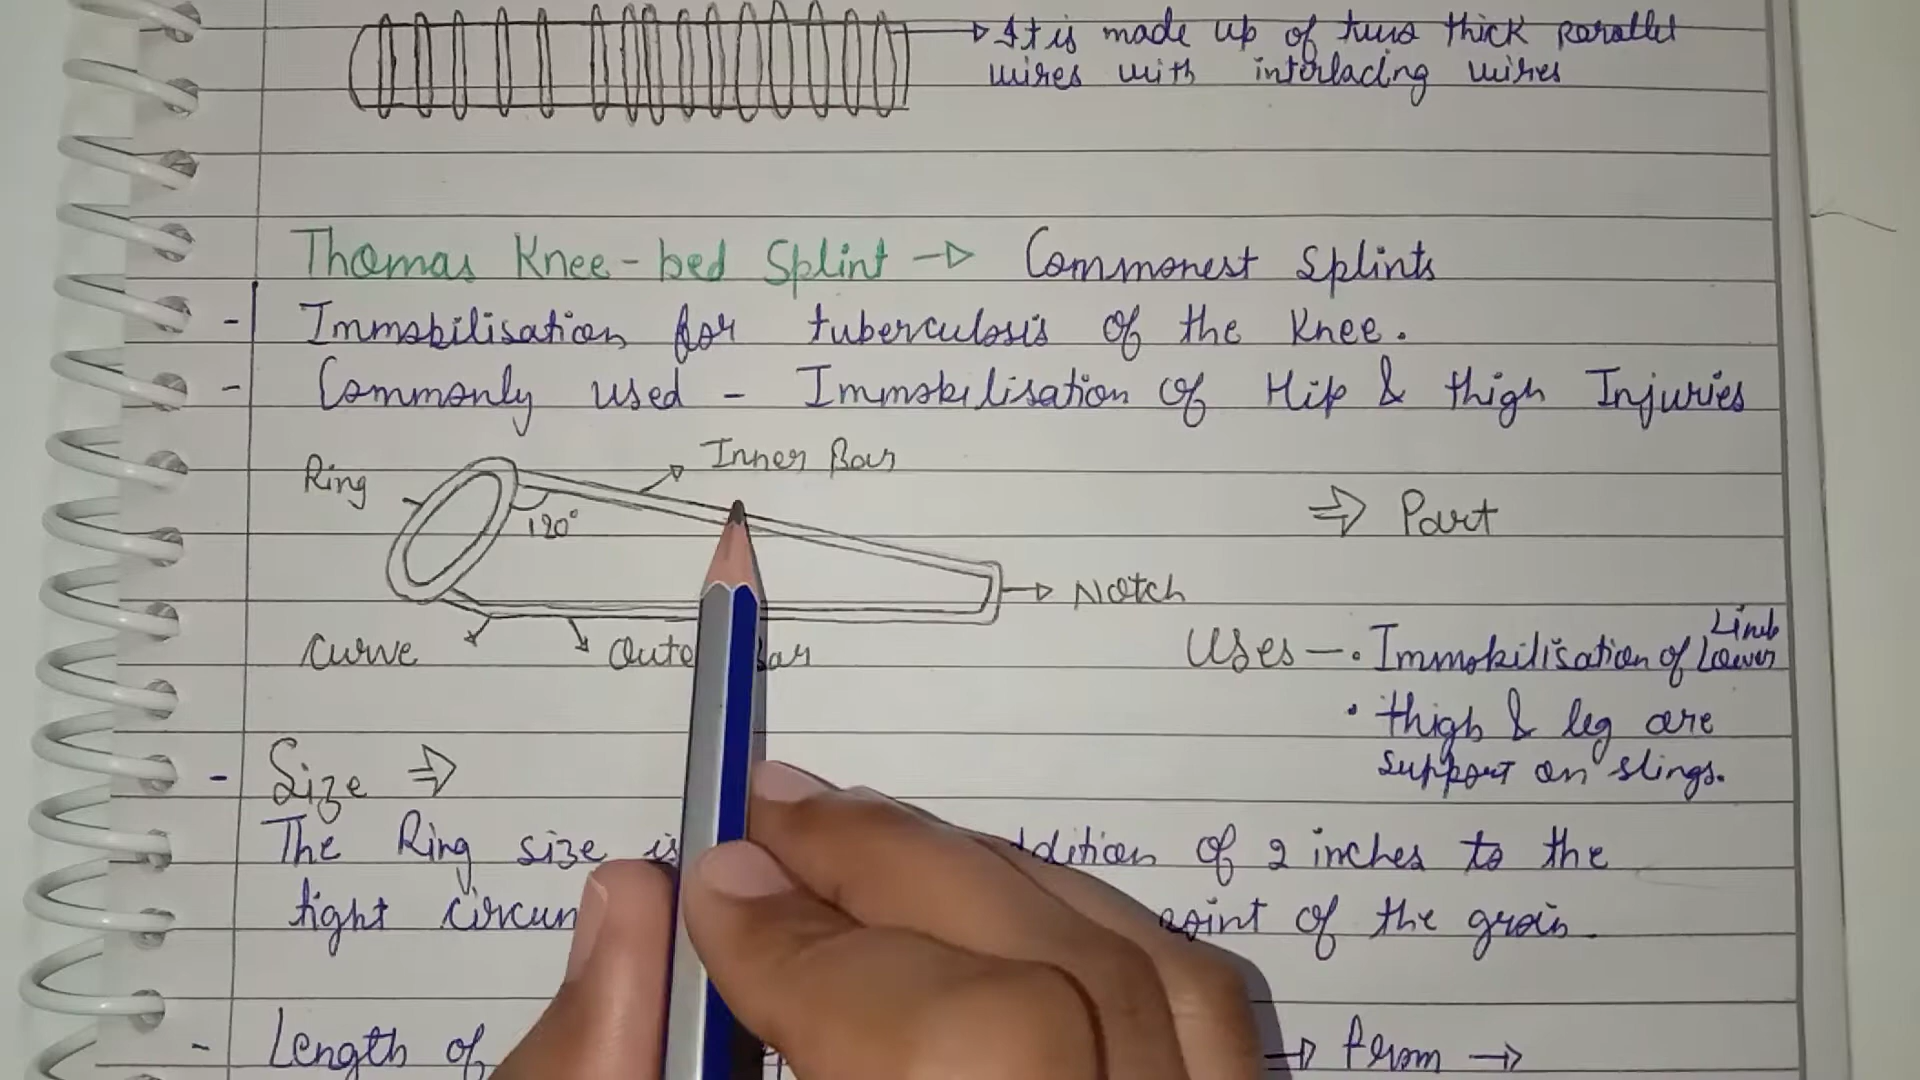 It is made up of two thick parallel
wires with interlacing wires
Thomas Knee-bed Splint → Commonest Splints
- Immobilisation for tuberculosis of the Knee.
- Commonly used - Immobilisation of Hip & thigh Injuries
Inner Bar
Ring
120°
⇒ Part
→ Notch
Curve
Bar
Uses - • Immobilisation of Lower Limb
• thigh & leg are
support on slings.
- Size ⇒
The Ring size is of 2 inches to the
tight of the groin.
- Length of → From →